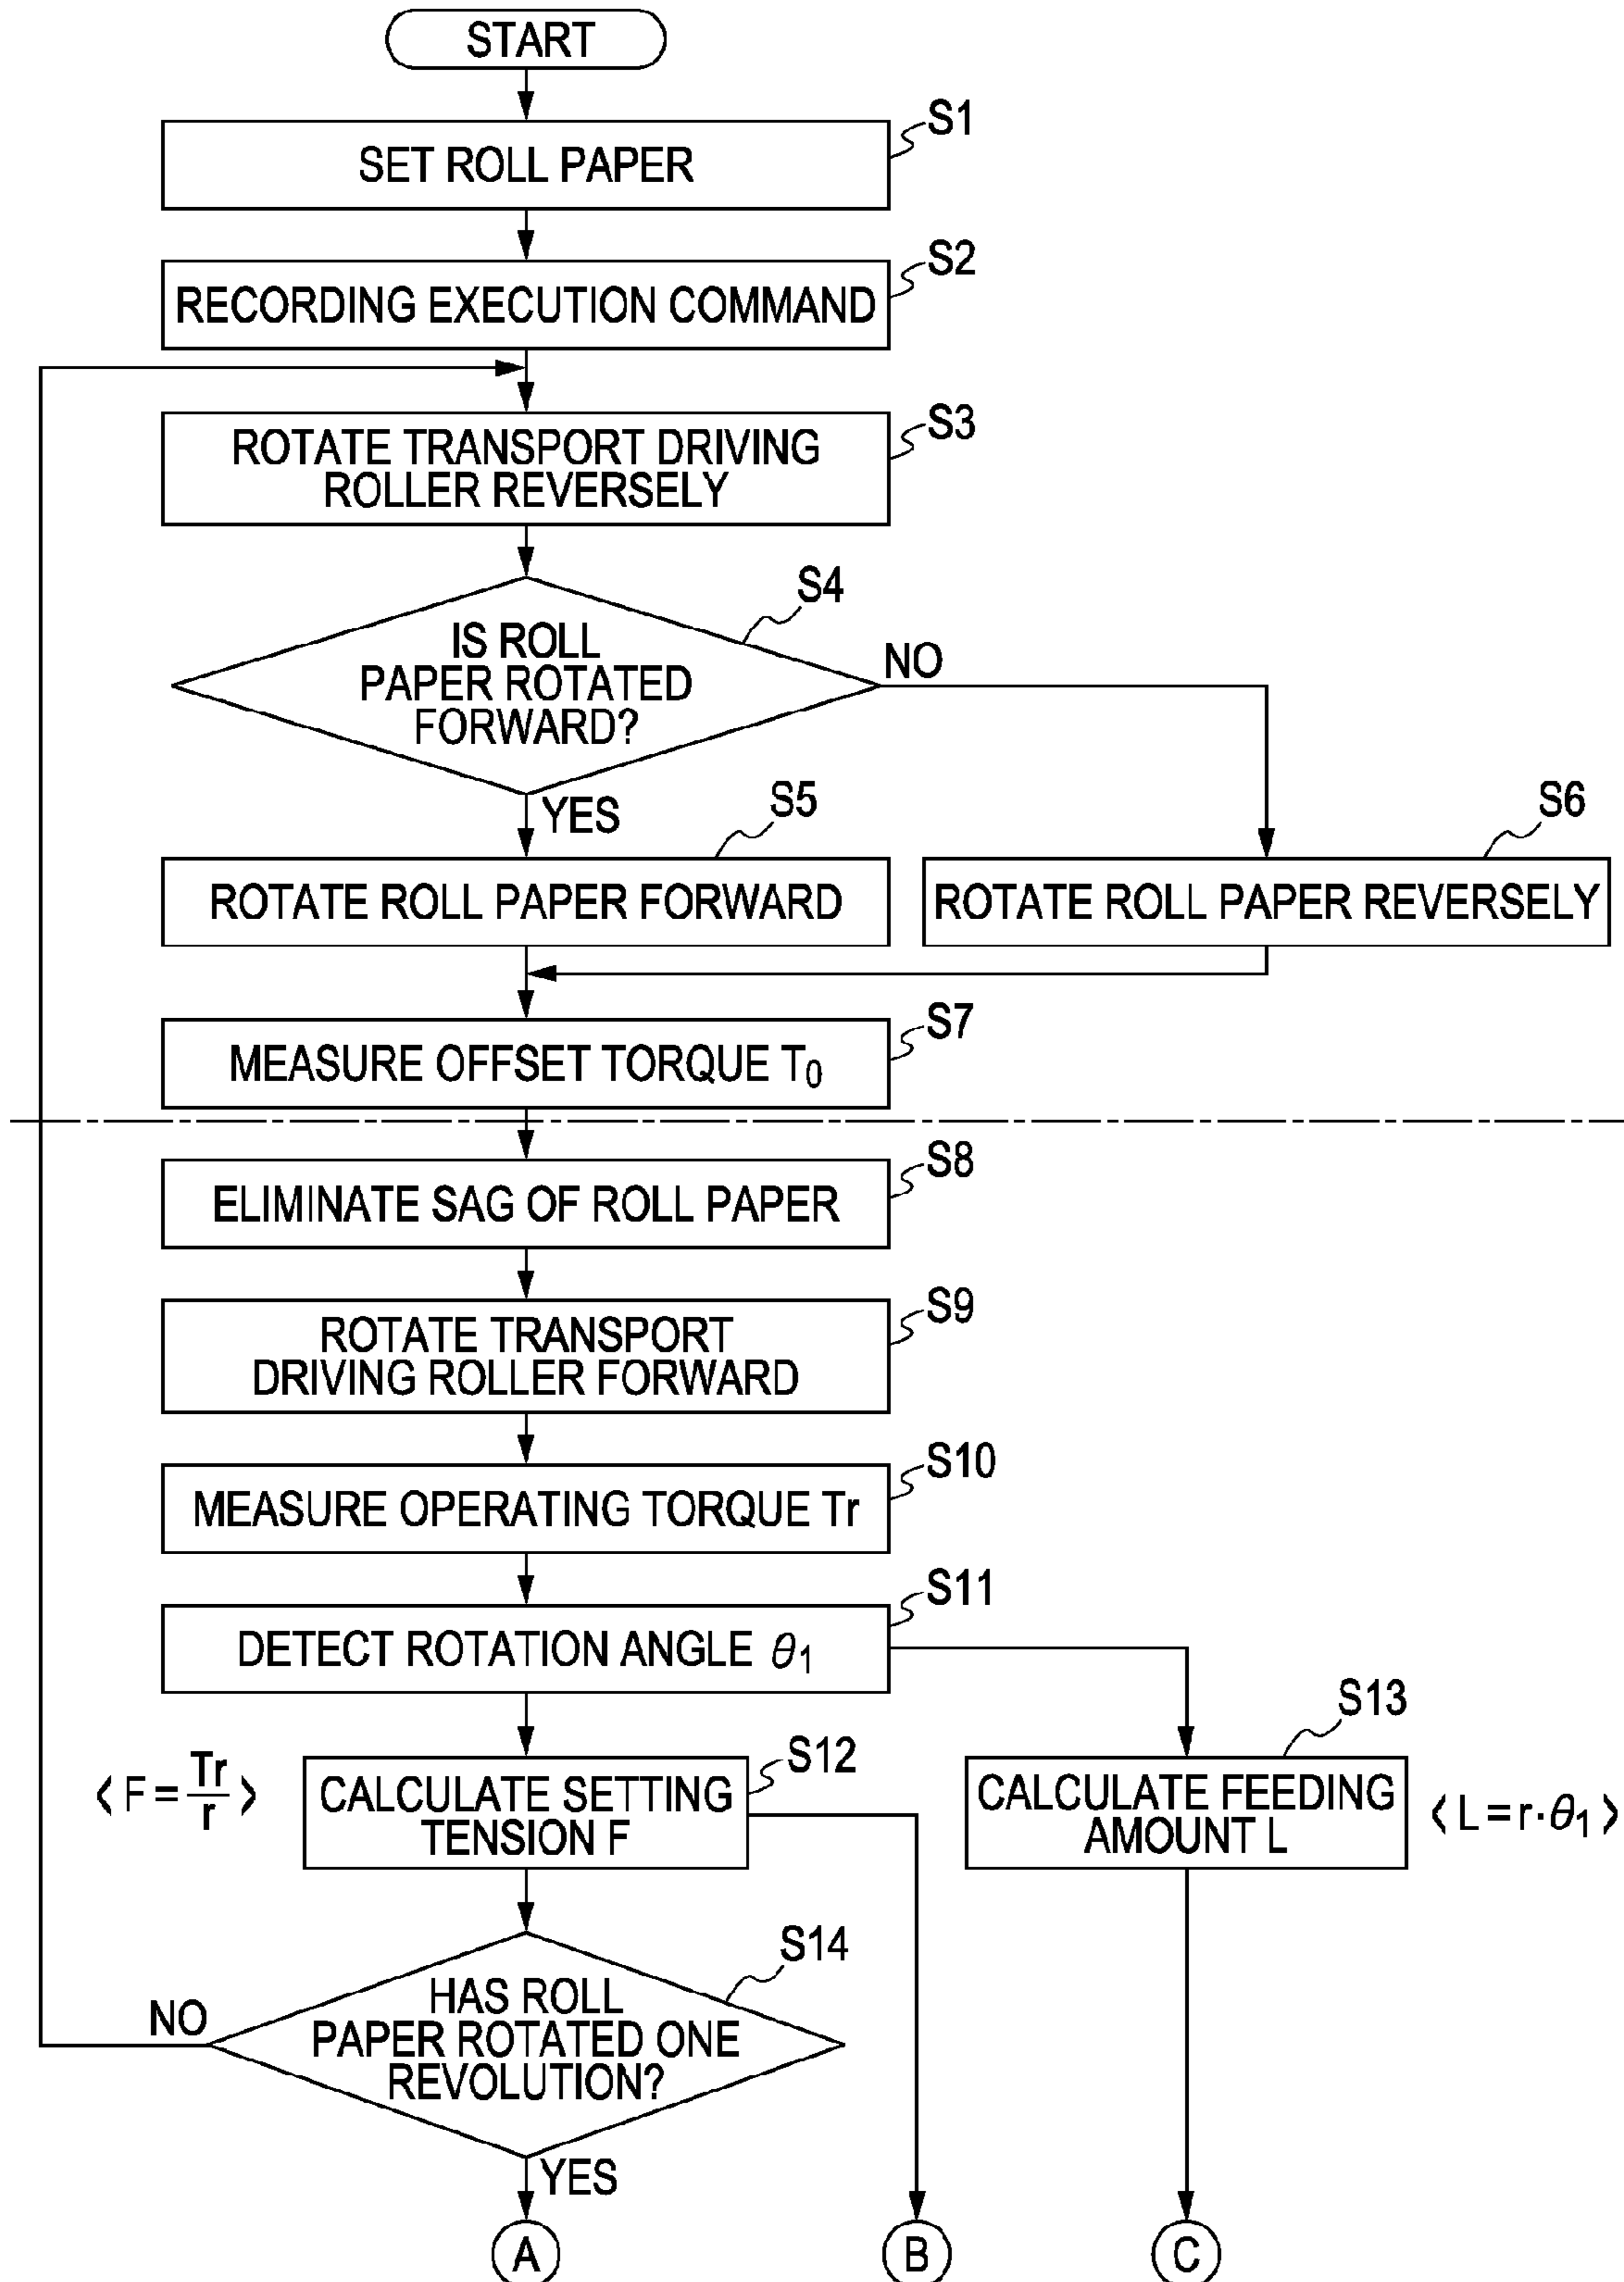 START
S1
SET ROLL PAPER
S2
RECORDING EXECUTION COMMAND
S3
ROTATE TRANSPORT DRIVING
ROLLER REVERSELY
S4
IS ROLL
PAPER ROTATED
FORWARD?
NO
YES
S5
S6
ROTATE ROLL PAPER FORWARD
ROTATE ROLL PAPER REVERSELY
S7
MEASURE OFFSET TORQUE T₀
S8
ELIMINATE SAG OF ROLL PAPER
S9
ROTATE TRANSPORT
DRIVING ROLLER FORWARD
S10
MEASURE OPERATING TORQUE Tr
S11
DETECT ROTATION ANGLE θ₁
S12
S13
⟨F = Tr/r⟩
CALCULATE SETTING
TENSION F
CALCULATE FEEDING
AMOUNT L
⟨L = r·θ₁⟩
S14
HAS ROLL
PAPER ROTATED ONE
REVOLUTION?
NO
YES
A
B
C